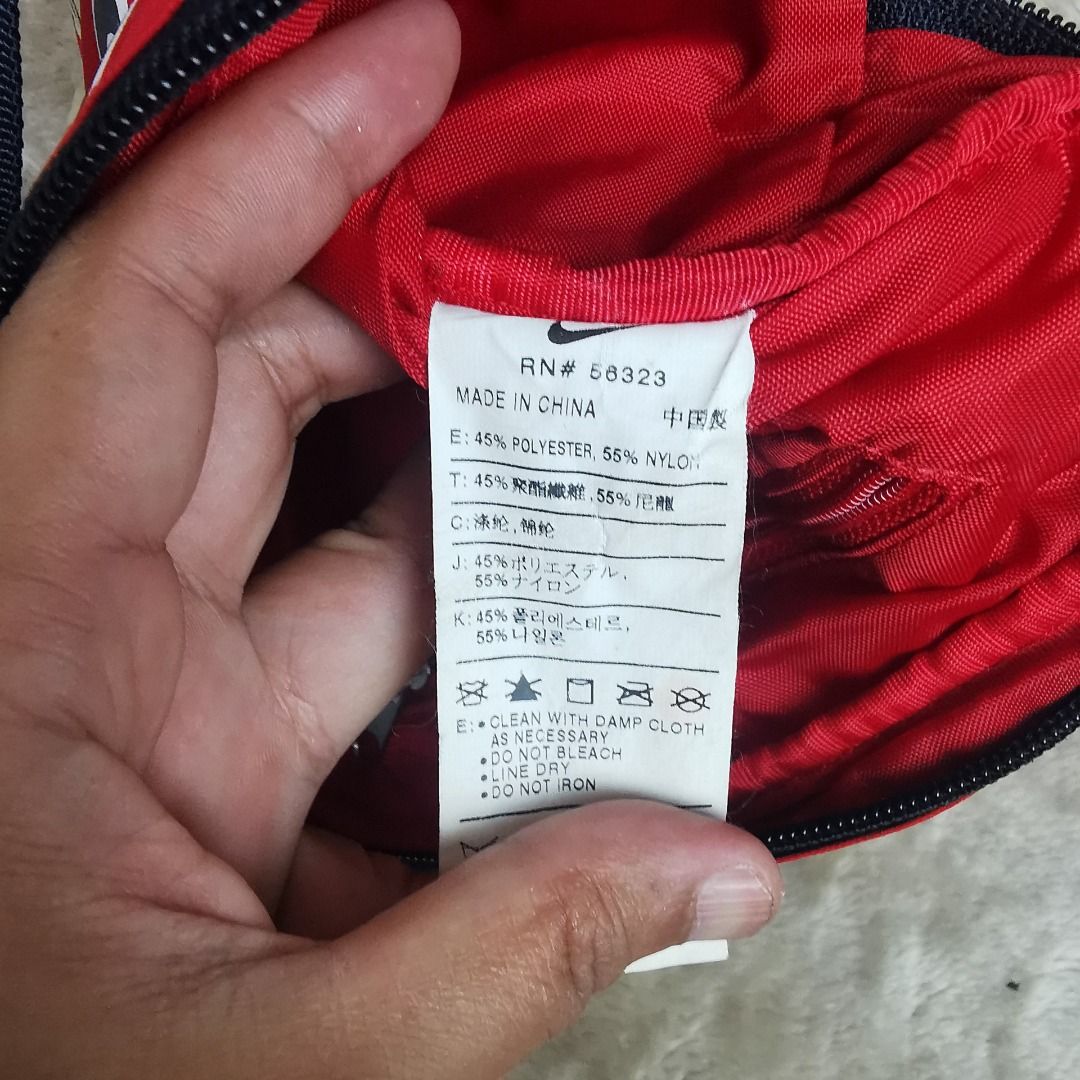 RN# 56323
MADE IN CHINA 中国製
E: 45% POLYESTER, 55% NYLON
T: 45%聚酯纖維,55%尼龍
C: 涤纶,锦纶
J: 45%ポリエステル,
55%ナイロン
K: 45%폴리에스테르,
55%나일론
E: • CLEAN WITH DAMP CLOTH
AS NECESSARY
• DO NOT BLEACH
• LINE DRY
• DO NOT IRON